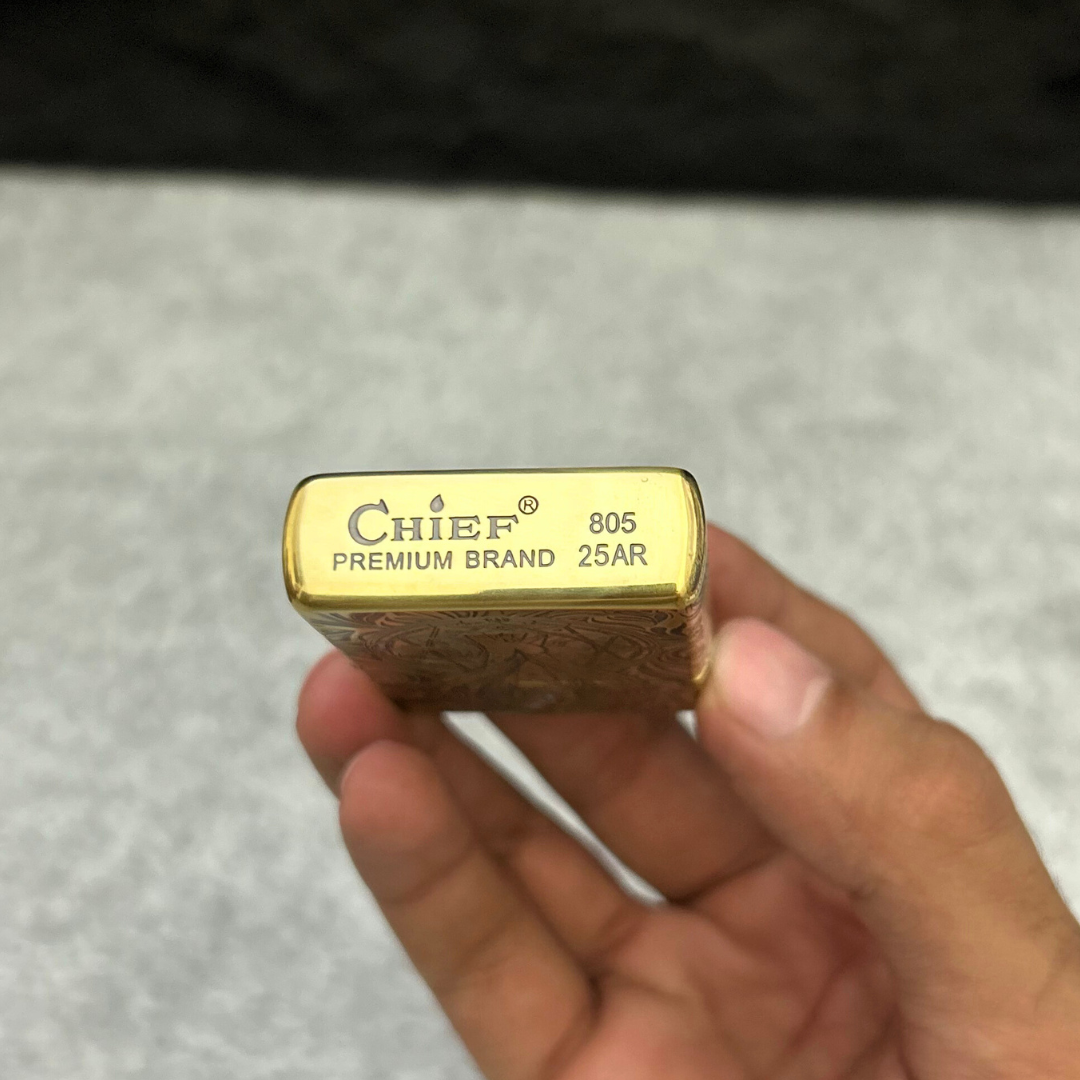 CHiEF®
PREMIUM BRAND
805
25AR